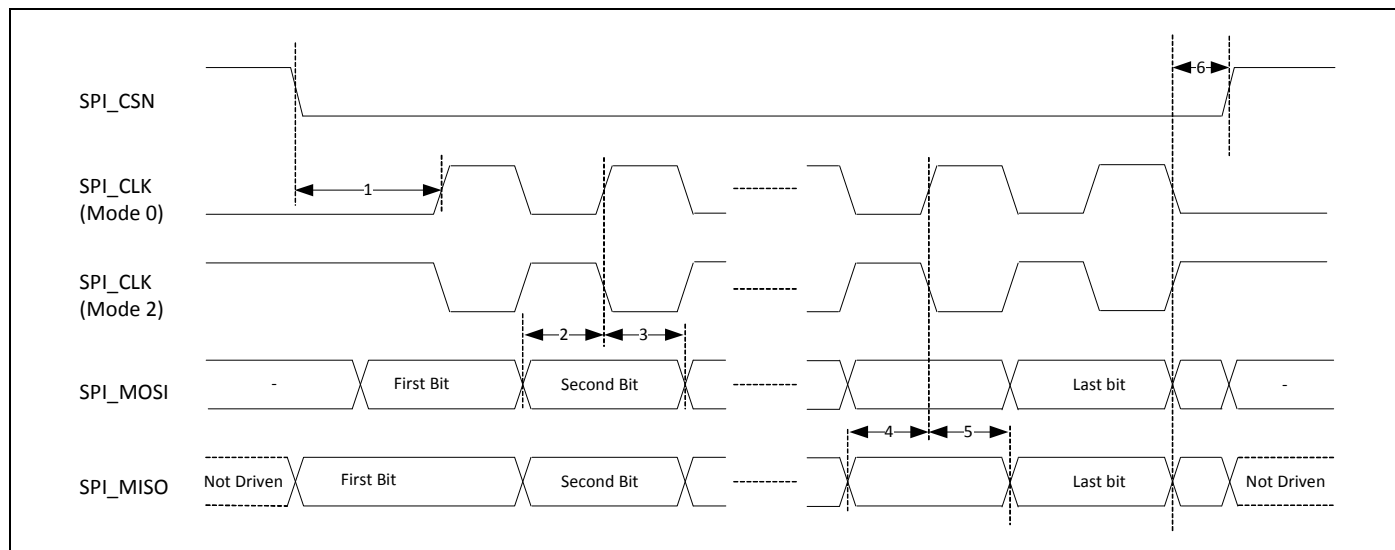 6
SPI_CSN
SPI_CLK
(Mode 0)
1
SPI_CLK
(Mode 2)
2 3
SPI_MOSI - First Bit Second Bit Last bit -
4 5
SPI_MISO Not Driven First Bit Second Bit Last bit Not Driven